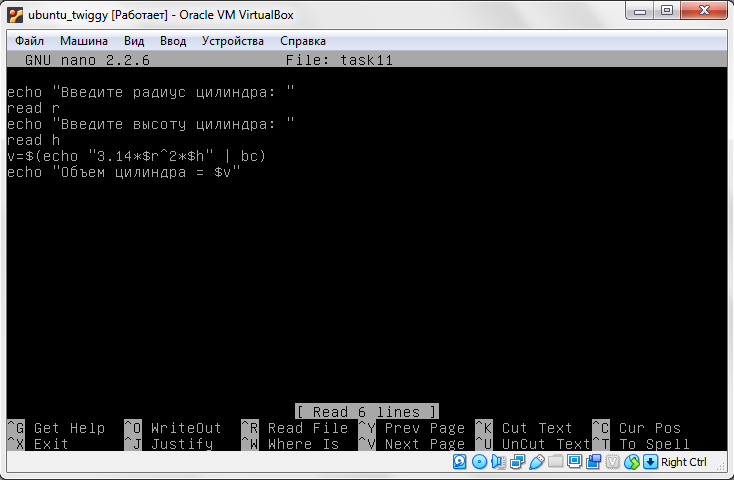 ubuntu_twiggy [Работает] - Oracle VM VirtualBox
Файл Машина Вид Ввод Устройства Справка
GNU nano 2.2.6 File: task11
echo "Введите радиус цилиндра: "
read r
echo "Введите высоту цилиндра: "
read h
v=$(echo "3.14*$r^2*$h" | bc)
echo "Объем цилиндра = $v"
[ Read 6 lines ]
^G Get Help ^O WriteOut ^R Read File ^Y Prev Page ^K Cut Text ^C Cur Pos
^X Exit ^J Justify ^W Where Is ^V Next Page ^U UnCut Text ^T To Spell
Right Ctrl